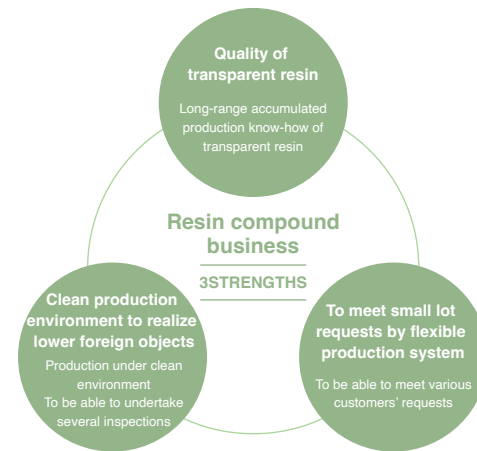 Quality of
transparent resin
Long-range accumulated
production know-how of
transparent resin
Resin compound
business
3STRENGTHS
Clean production
environment to realize
lower foreign objects
Production under clean
environment
To be able to undertake
several inspections
To meet small lot
requests by flexible
production system
To be able to meet various
customers' requests